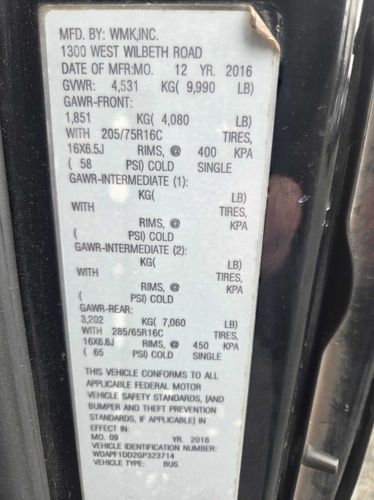 MFD. BY: WMK,INC.
1300 WEST WILBETH ROAD
DATE OF MFR:MO. 12 YR. 2016
GVWR: 4,531 KG( 9,990 LB)
GAWR-FRONT:
1,851 KG( 4,080 LB)
WITH 205/75R16C TIRES,
16X6.5J RIMS, @ 400 KPA
( 58 PSI) COLD SINGLE
GAWR-INTERMEDIATE (1):
KG( LB)
WITH TIRES,
RIMS, @ KPA
( PSI) COLD
GAWR-INTERMEDIATE (2):
KG( LB)
WITH TIRES,
RIMS, @ KPA
( PSI) COLD
GAWR-REAR:
3,202 KG( 7,060 LB)
WITH 285/65R16C TIRES,
16X6.8J RIMS, @ 450 KPA
( 65 PSI) COLD SINGLE
THIS VEHICLE CONFORMS TO ALL
APPLICABLE FEDERAL MOTOR
VEHICLE SAFETY STANDARDS, [AND
BUMPER AND THEFT PREVENTION
STANDARDS, IF APPLICABLE] IN
EFFECT IN:
MO. 09 YR. 2016
VEHICLE IDENTIFICATION NUMBER:
WDAPF1DD2GP323714
TYPE: BUS